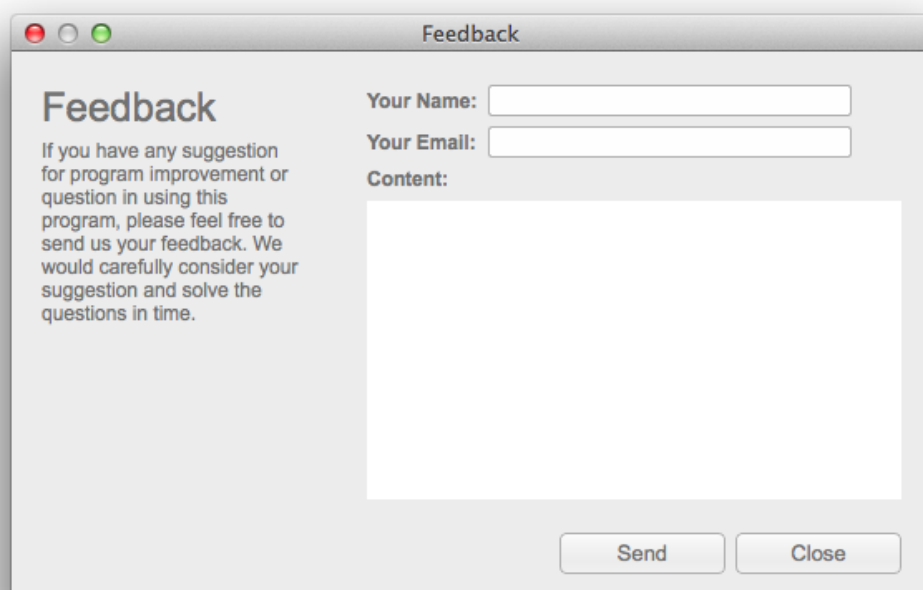 Feedback
Feedback
If you have any suggestion
for program improvement or
question in using this
program, please feel free to
send us your feedback. We
would carefully consider your
suggestion and solve the
questions in time.
Your Name:
Your Email:
Content:
Send
Close